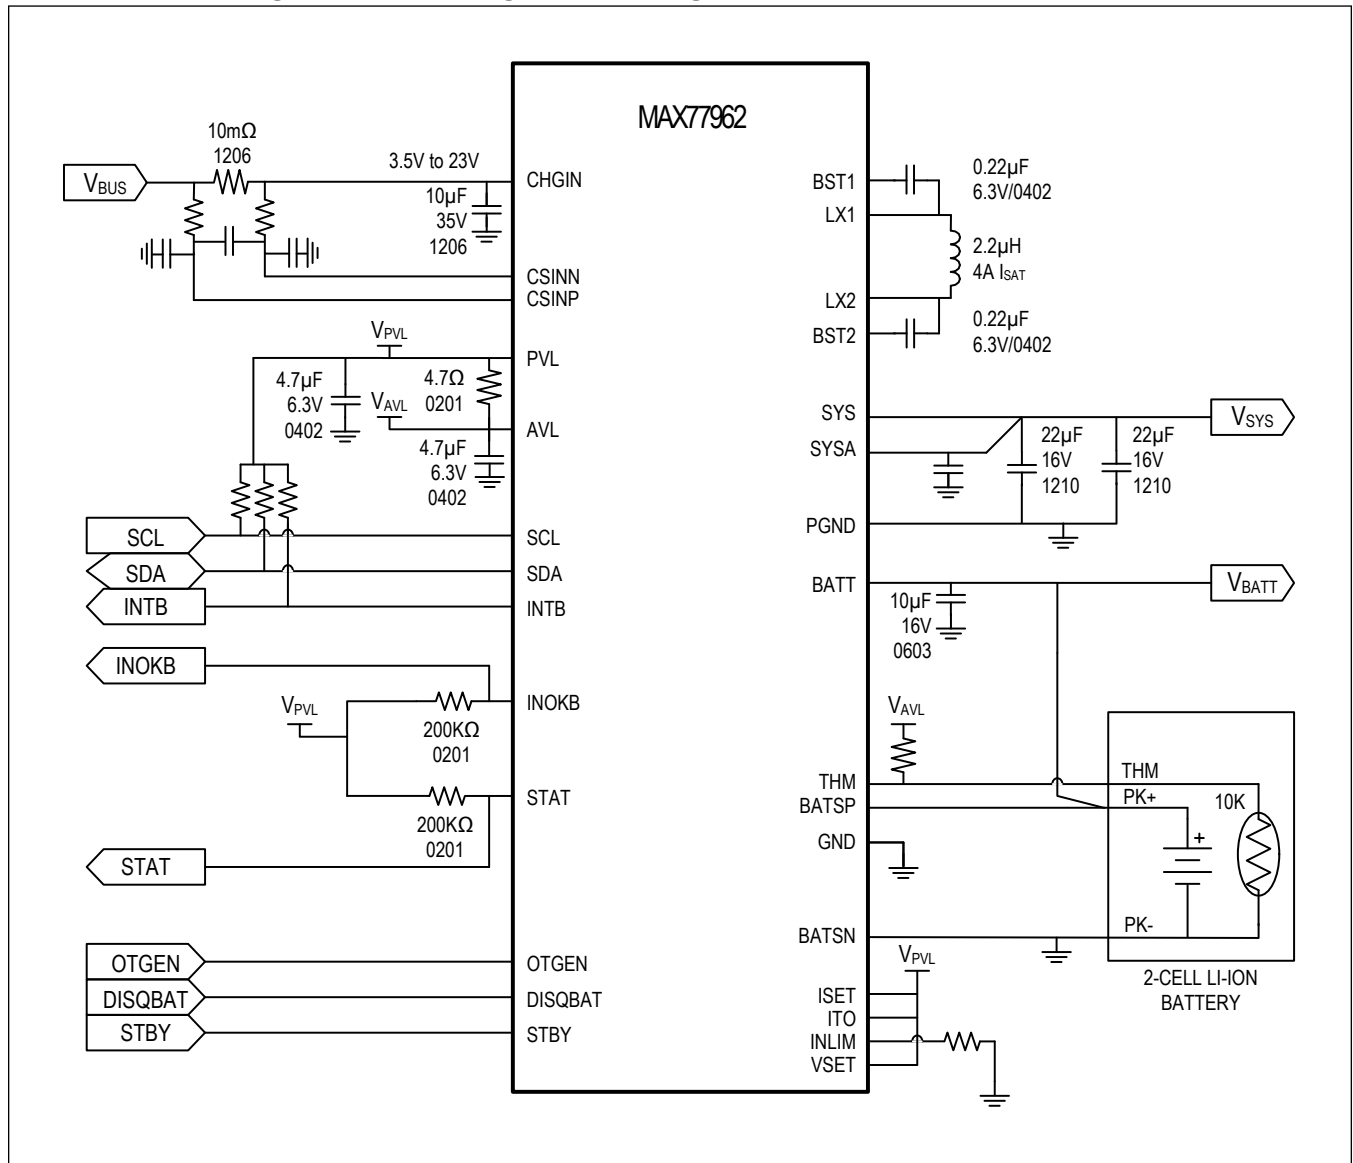 MAX77962
10mΩ
1206
3.5V to 23V
VBUS
CHGIN
10µF
35V
1206
CSINN
CSINP
VPVL
PVL
4.7µF
6.3V
0402
4.7Ω
0201
VAVL
AVL
4.7µF
6.3V
0402
SCL
SCL
SDA
SDA
INTB
INTB
INOKB
INOKB
VPVL
200KΩ
0201
STAT
200KΩ
0201
STAT
OTGEN
OTGEN
DISQBAT
DISQBAT
STBY
STBY
BST1
0.22µF
6.3V/0402
LX1
2.2µH
4A ISAT
LX2
BST2
0.22µF
6.3V/0402
SYS
VSYS
SYSA
22µF
16V
1210
22µF
16V
1210
PGND
BATT
VBATT
10µF
16V
0603
VAVL
THM
THM
BATSP
PK+
10K
+
GND
BATSN
PK-
VPVL
2-CELL LI-ION
BATTERY
ISET
ITO
INLIM
VSET